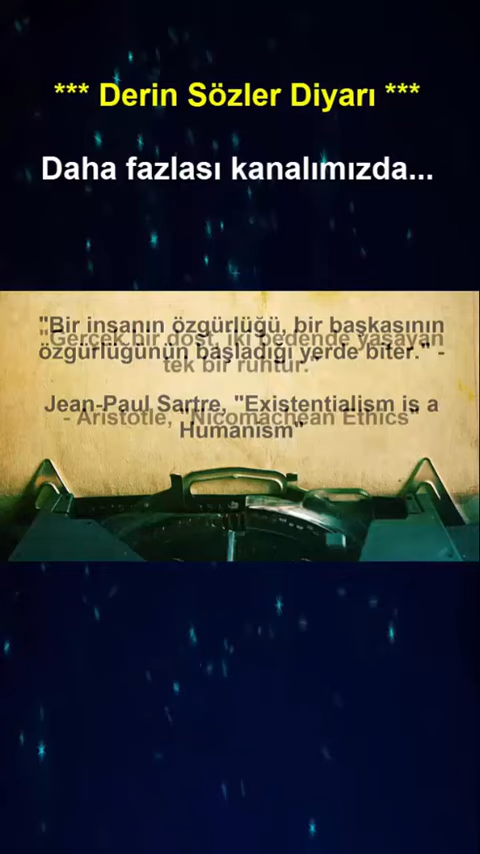 *** Derin Sözler Diyarı ***
Daha fazlası kanalımızda...
"Bir insanın özgürlüğü, bir başkasının
özgürlüğünün başladığı yerde biter." -
Jean-Paul Sartre, "Existentialism is a
Humanism"
"Gerçek bir dost, iki bedende yaşayan
tek bir ruhtur."
- Aristotle, "Nicomachean Ethics"